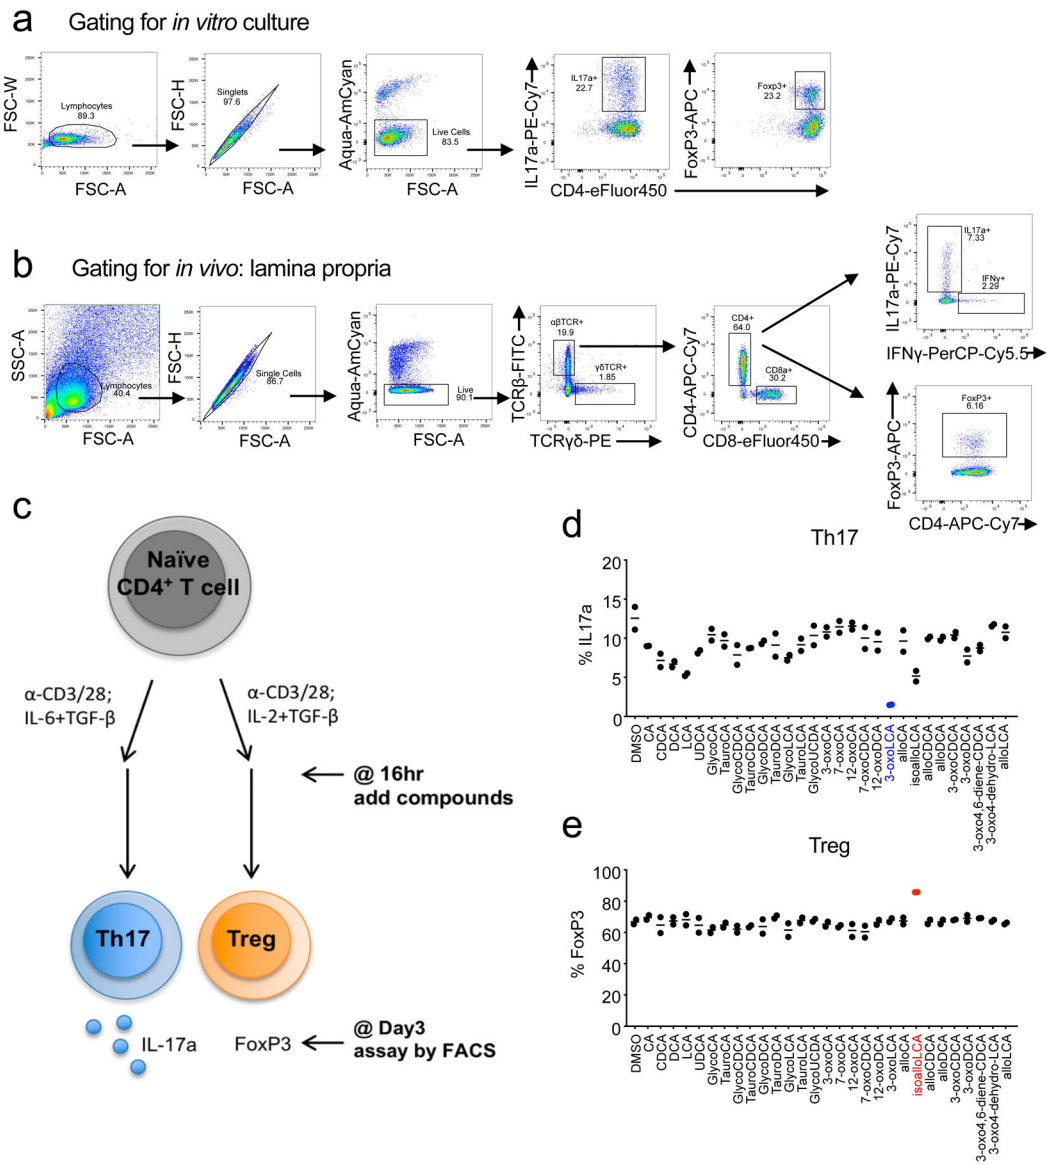 a Gating for in vitro culture
FSC-W
Lymphocytes
89.3
FSC-A
FSC-H
Singlets
97.6
FSC-A
Aqua-AmCyan
Live Cells
83.5
FSC-A
IL17a-PE-Cy7
IL17a+
22.7
CD4-eFluor450
FoxP3-APC
Foxp3+
23.2
b Gating for in vivo: lamina propria
SSC-A
Lymphocytes
40.4
FSC-A
FSC-H
Single Cells
86.7
FSC-A
Aqua-AmCyan
Live
90.1
FSC-A
TCRβ-FITC
αβTCR+
19.9
γδTCR+
1.85
TCRγδ-PE
CD4-APC-Cy7
CD4+
64.0
CD8a+
30.2
CD8-eFluor450
IL17a-PE-Cy7
IL17a+
7.33
IFNγ+
2.29
IFNγ-PerCP-Cy5.5
FoxP3-APC
FoxP3+
6.16
CD4-APC-Cy7
c
Naïve
CD4+ T cell
α-CD3/28;
IL-6+TGF-β
α-CD3/28;
IL-2+TGF-β
@ 16hr
add compounds
Th17
Treg
IL-17a
FoxP3
@ Day3
assay by FACS
d
Th17
% IL17a
20
15
10
5
0
DMSO
CA
CDCA
DCA
LCA
UDCA
GlycoCA
TauroCA
GlycoCDCA
TauroCDCA
GlycoDCA
TauroDCA
GlycoLCA
TauroLCA
GlycoUCDA
3-oxoCA
7-oxoCA
12-oxoCA
7-oxoCDCA
12-oxoDCA
3-oxoLCA
alloCA
isoalloLCA
alloCDCA
alloDCA
3-oxoCDCA
3-oxoDCA
3-oxo4,6-diene-CDCA
3-oxo4-dehydro-LCA
alloLCA
e
Treg
% FoxP3
100
80
60
40
20
0
DMSO
CA
CDCA
DCA
LCA
UDCA
GlycoCA
TauroCA
GlycoCDCA
TauroCDCA
GlycoDCA
TauroDCA
GlycoLCA
TauroLCA
GlycoUCDA
3-oxoCA
7-oxoCA
12-oxoCA
7-oxoCDCA
12-oxoDCA
3-oxoLCA
alloCA
isoalloLCA
alloCDCA
alloDCA
3-oxoCDCA
3-oxoDCA
3-oxo4,6-diene-CDCA
3-oxo4-dehydro-LCA
alloLCA